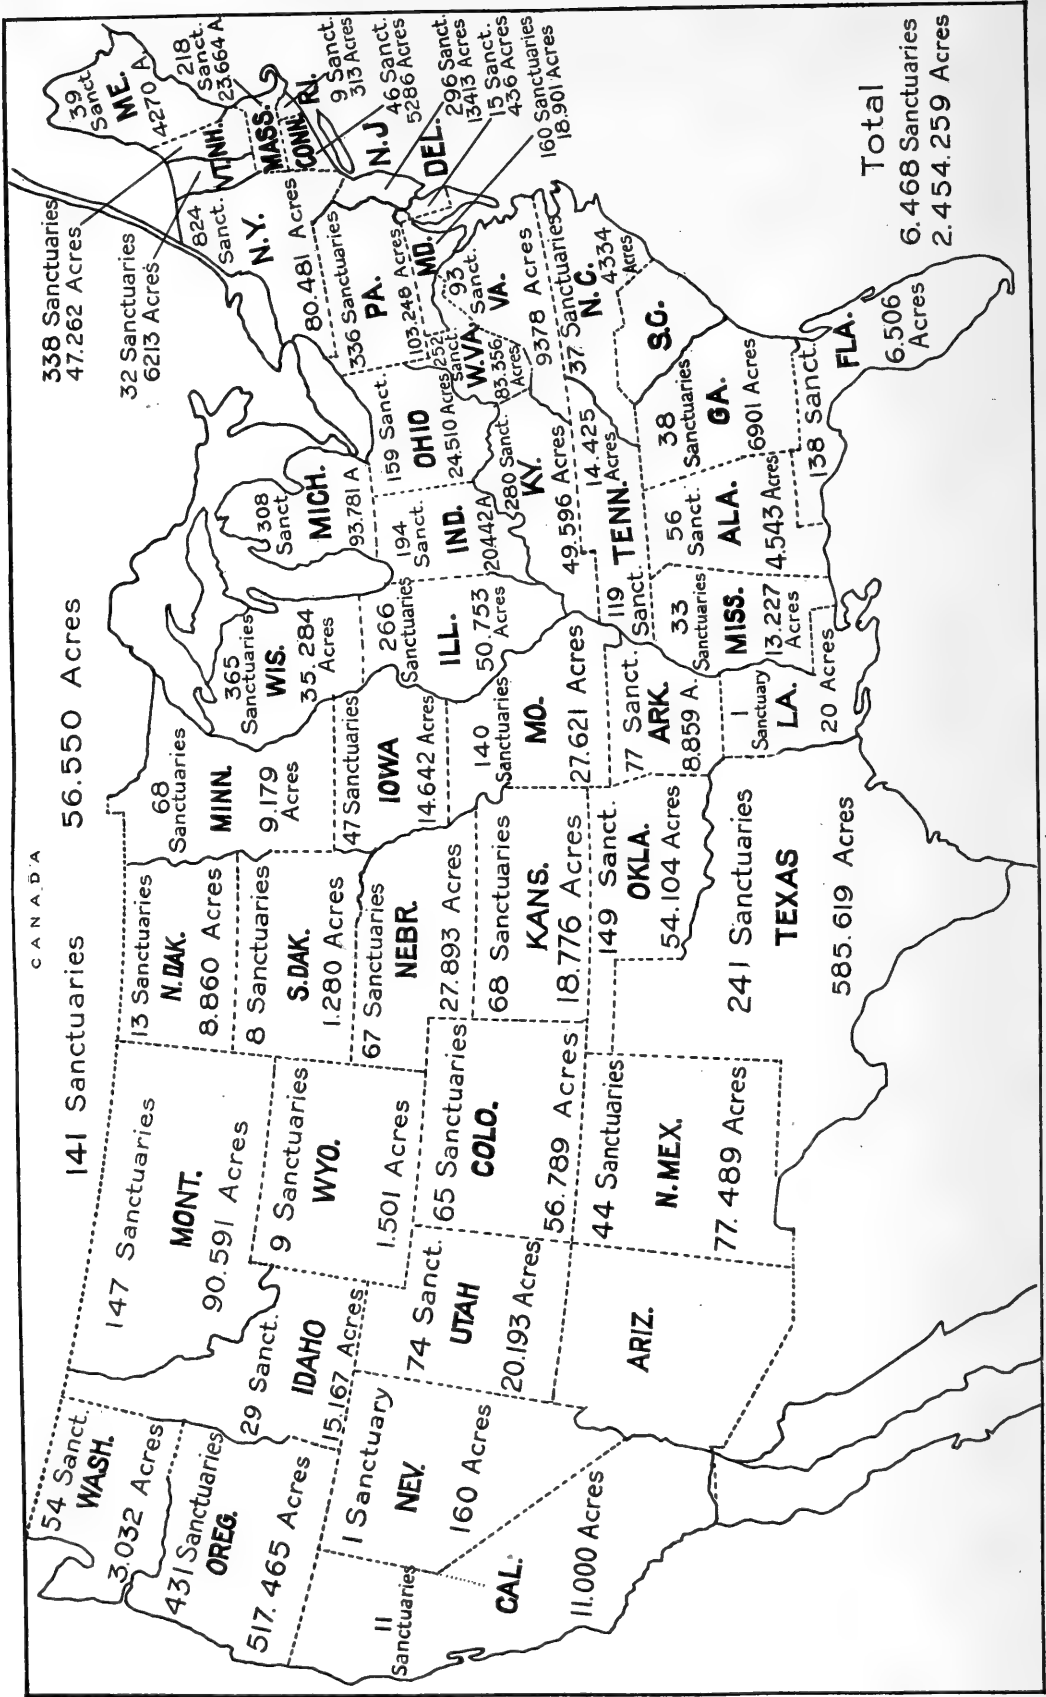 CANADA
141 Sanctuaries 56.550 Acres
54 Sanct.
WASH.
3.032 Acres
431 Sanctuaries
OREG.
517.465 Acres
11
Sanctuaries
CAL.
11.000 Acres
1 Sanctuary
NEV.
160 Acres
29 Sanct.
IDAHO
15.167 Acres
147 Sanctuaries
MONT.
90.591 Acres
9 Sanctuaries
WYO.
1.501 Acres
74 Sanct.
UTAH
20.193 Acres
ARIZ.
65 Sanctuaries
COLO.
56.789 Acres
44 Sanctuaries
N.MEX.
77.489 Acres
13 Sanctuaries
N.DAK.
8.860 Acres
8 Sanctuaries
S.DAK.
1.280 Acres
67 Sanctuaries
NEBR.
27.893 Acres
68 Sanctuaries
KANS.
18.776 Acres
149 Sanct.
OKLA.
54.104 Acres
241 Sanctuaries
TEXAS
585.619 Acres
68
Sanctuaries
MINN.
9.179
Acres
47 Sanctuaries
IOWA
14.642 Acres
140
Sanctuaries
MO.
27.621 Acres
77 Sanct.
ARK.
8.859 A.
1
Sanctuary
LA.
20 Acres
365
Sanctuaries
WIS.
35.284
Acres
266
Sanctuaries
ILL.
50.753
Acres
308
Sanct.
MICH.
93.781 A
194
Sanct.
IND.
20.442 A
159 Sanct.
OHIO
24.510 Acres
280 Sanct.
KY.
49.596 Acres
119
Sanct.
TENN.
14.425
Acres
33
Sanctuaries
MISS.
13.227
Acres
56
Sanct.
ALA.
4.543 Acres
38
Sanctuaries
GA.
6901 Acres
138 Sanct.
FLA.
6.506
Acres
S.C.
37 Sanctuaries
N.C.
4334
Acres
93
Sanct.
VA.
9378 Acres
252
Sanct.
W.VA.
83.356
Acres
336 Sanctuaries
PA.
103.248 Acres
824
Sanct.
N.Y.
80.481 Acres
338 Sanctuaries
47.262 Acres
32 Sanctuaries
6213 Acres
VT.
NH.
39
Sanct.
ME.
4270 A.
218
Sanct.
23.664 A
MASS.
CONN.
R.I.
9 Sanct.
313 Acres
46 Sanct.
5286 Acres
N.J
296 Sanct.
13413 Acres
DEL.
15 Sanct.
436 Acres
MD.
160 Sanctuaries
18.901 Acres
Total
6.468 Sanctuaries
2.454.259 Acres